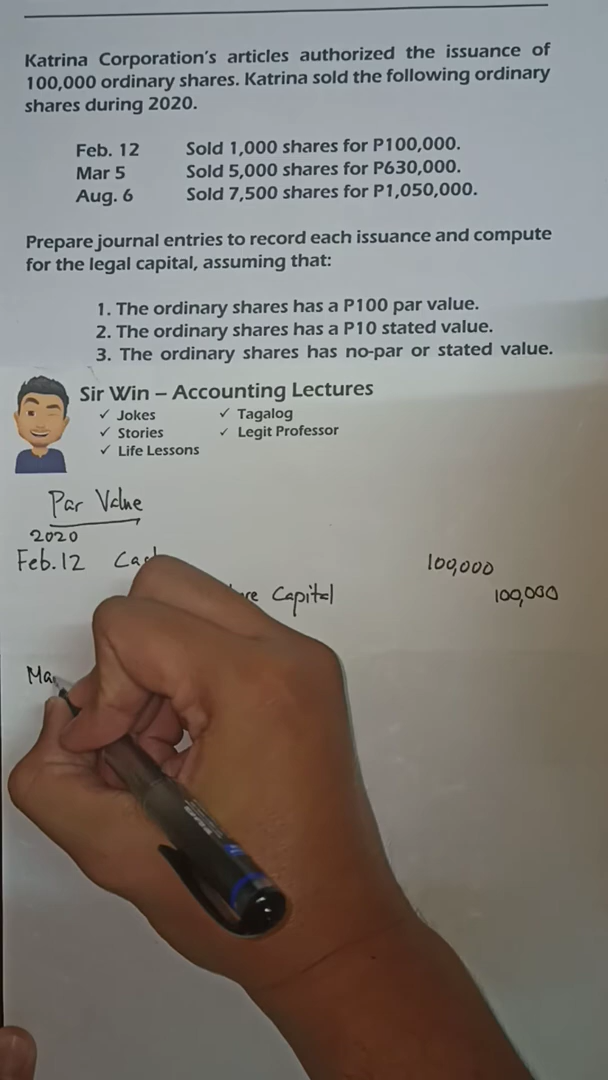 Katrina Corporation's articles authorized the issuance of
100,000 ordinary shares. Katrina sold the following ordinary
shares during 2020.
Feb. 12 Sold 1,000 shares for P100,000.
Mar 5 Sold 5,000 shares for P630,000.
Aug. 6 Sold 7,500 shares for P1,050,000.
Prepare journal entries to record each issuance and compute
for the legal capital, assuming that:
1. The ordinary shares has a P100 par value.
2. The ordinary shares has a P10 stated value.
3. The ordinary shares has no-par or stated value.
Sir Win – Accounting Lectures
✓ Jokes ✓ Tagalog
✓ Stories ✓ Legit Professor
✓ Life Lessons
Par Value
2020
Feb. 12 100,000
Capital 100,000